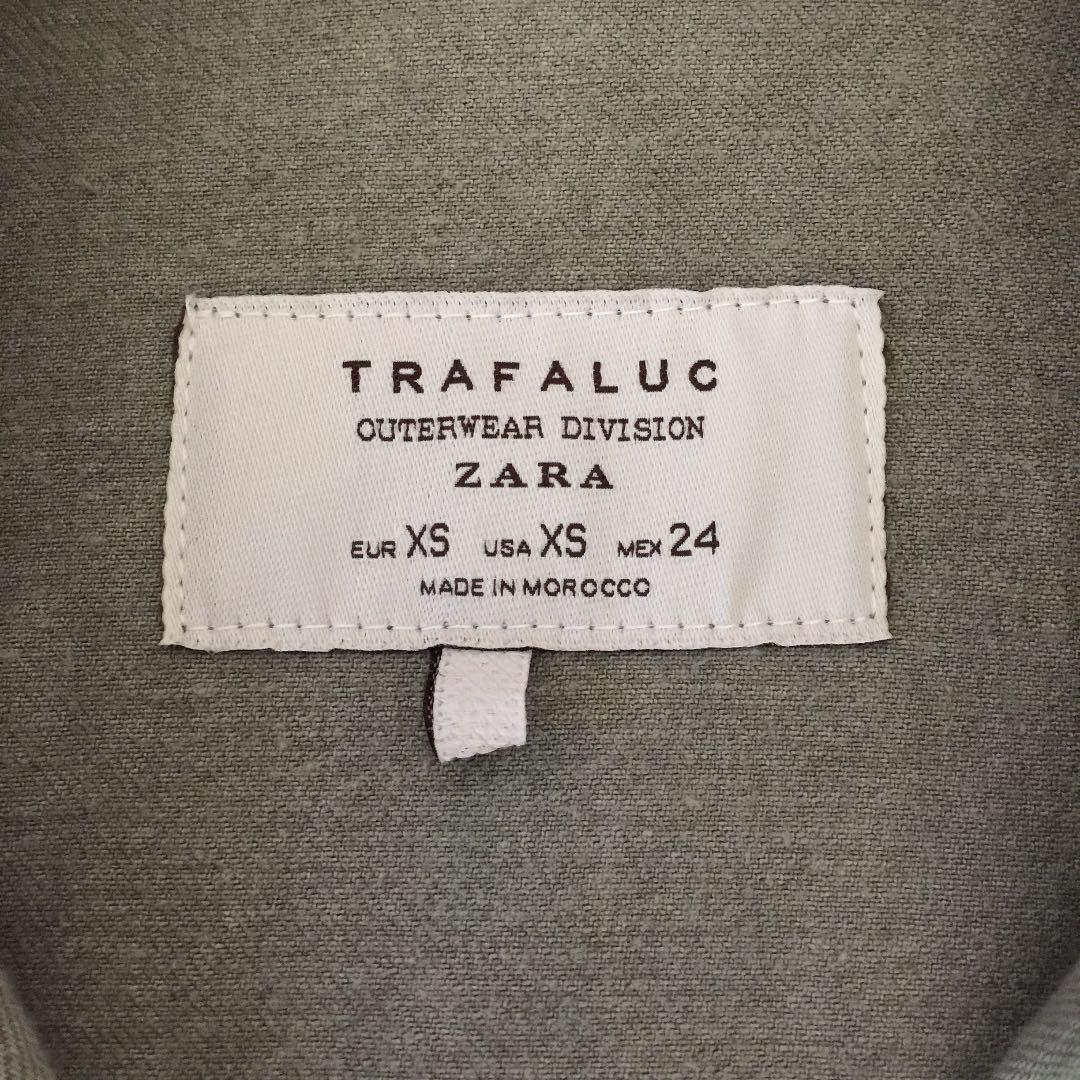 TRAFALUC
OUTERWEAR DIVISION
ZARA
EUR XS USA XS MEX 24
MADE IN MOROCCO